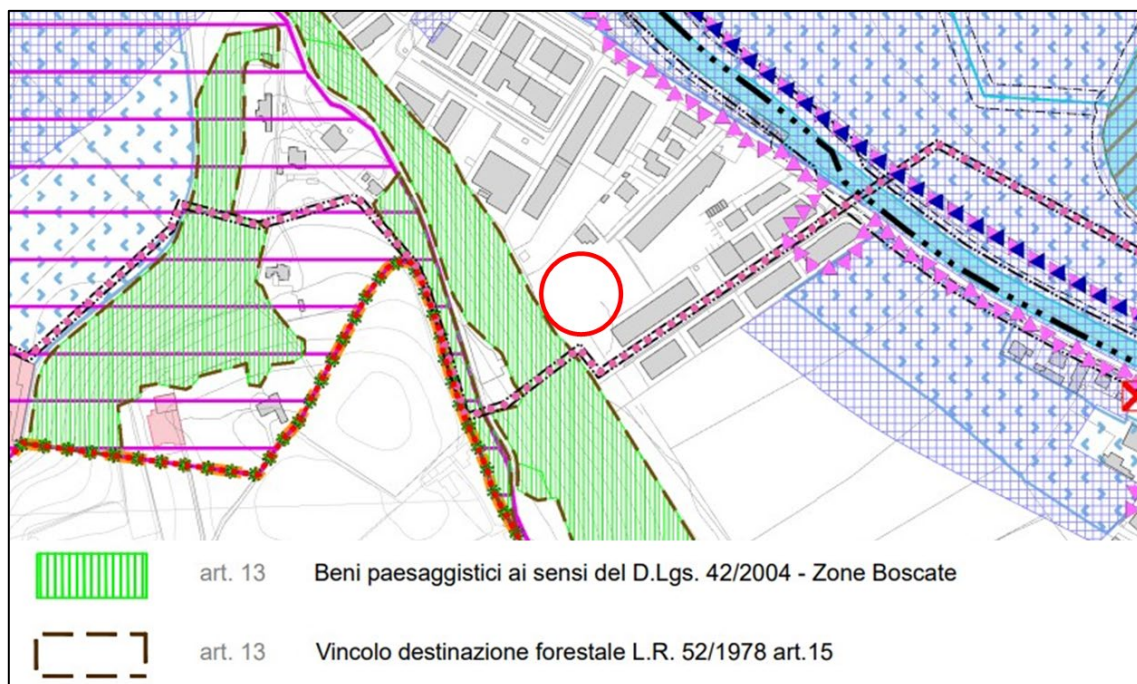 art. 13 Beni paesaggistici ai sensi del D.Lgs. 42/2004 - Zone Boscate
art. 13 Vincolo destinazione forestale L.R. 52/1978 art.15